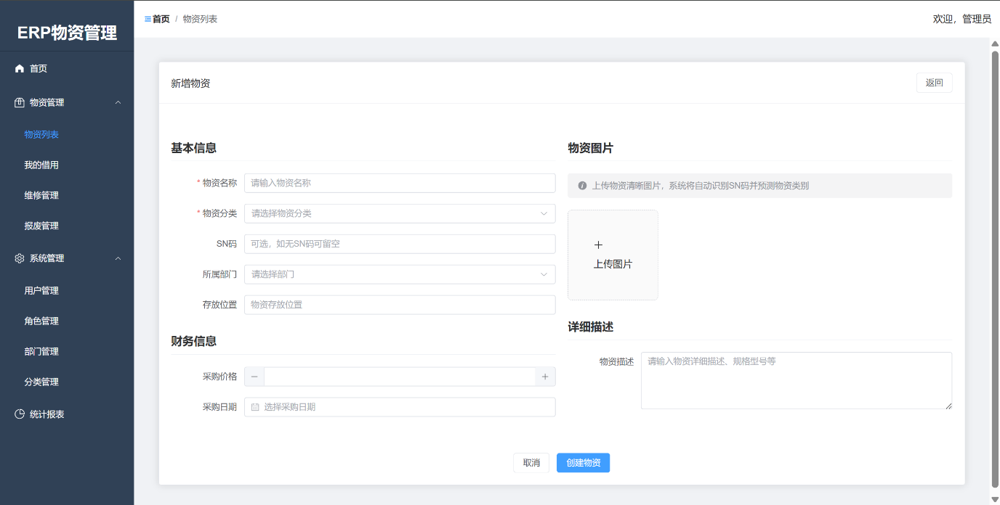 ERP物资管理
首页
物资管理
物资列表
我的借用
维修管理
报废管理
系统管理
用户管理
角色管理
部门管理
分类管理
统计报表
首页 / 物资列表
欢迎，管理员
新增物资
返回
基本信息
* 物资名称 请输入物资名称
* 物资分类 请选择物资分类
SN码 可选，如无SN码可留空
所属部门 请选择部门
存放位置 物资存放位置
财务信息
采购价格
采购日期 选择采购日期
物资图片
上传物资清晰图片，系统将自动识别SN码并预测物资类别
上传图片
详细描述
物资描述 请输入物资详细描述、规格型号等
取消 创建物资